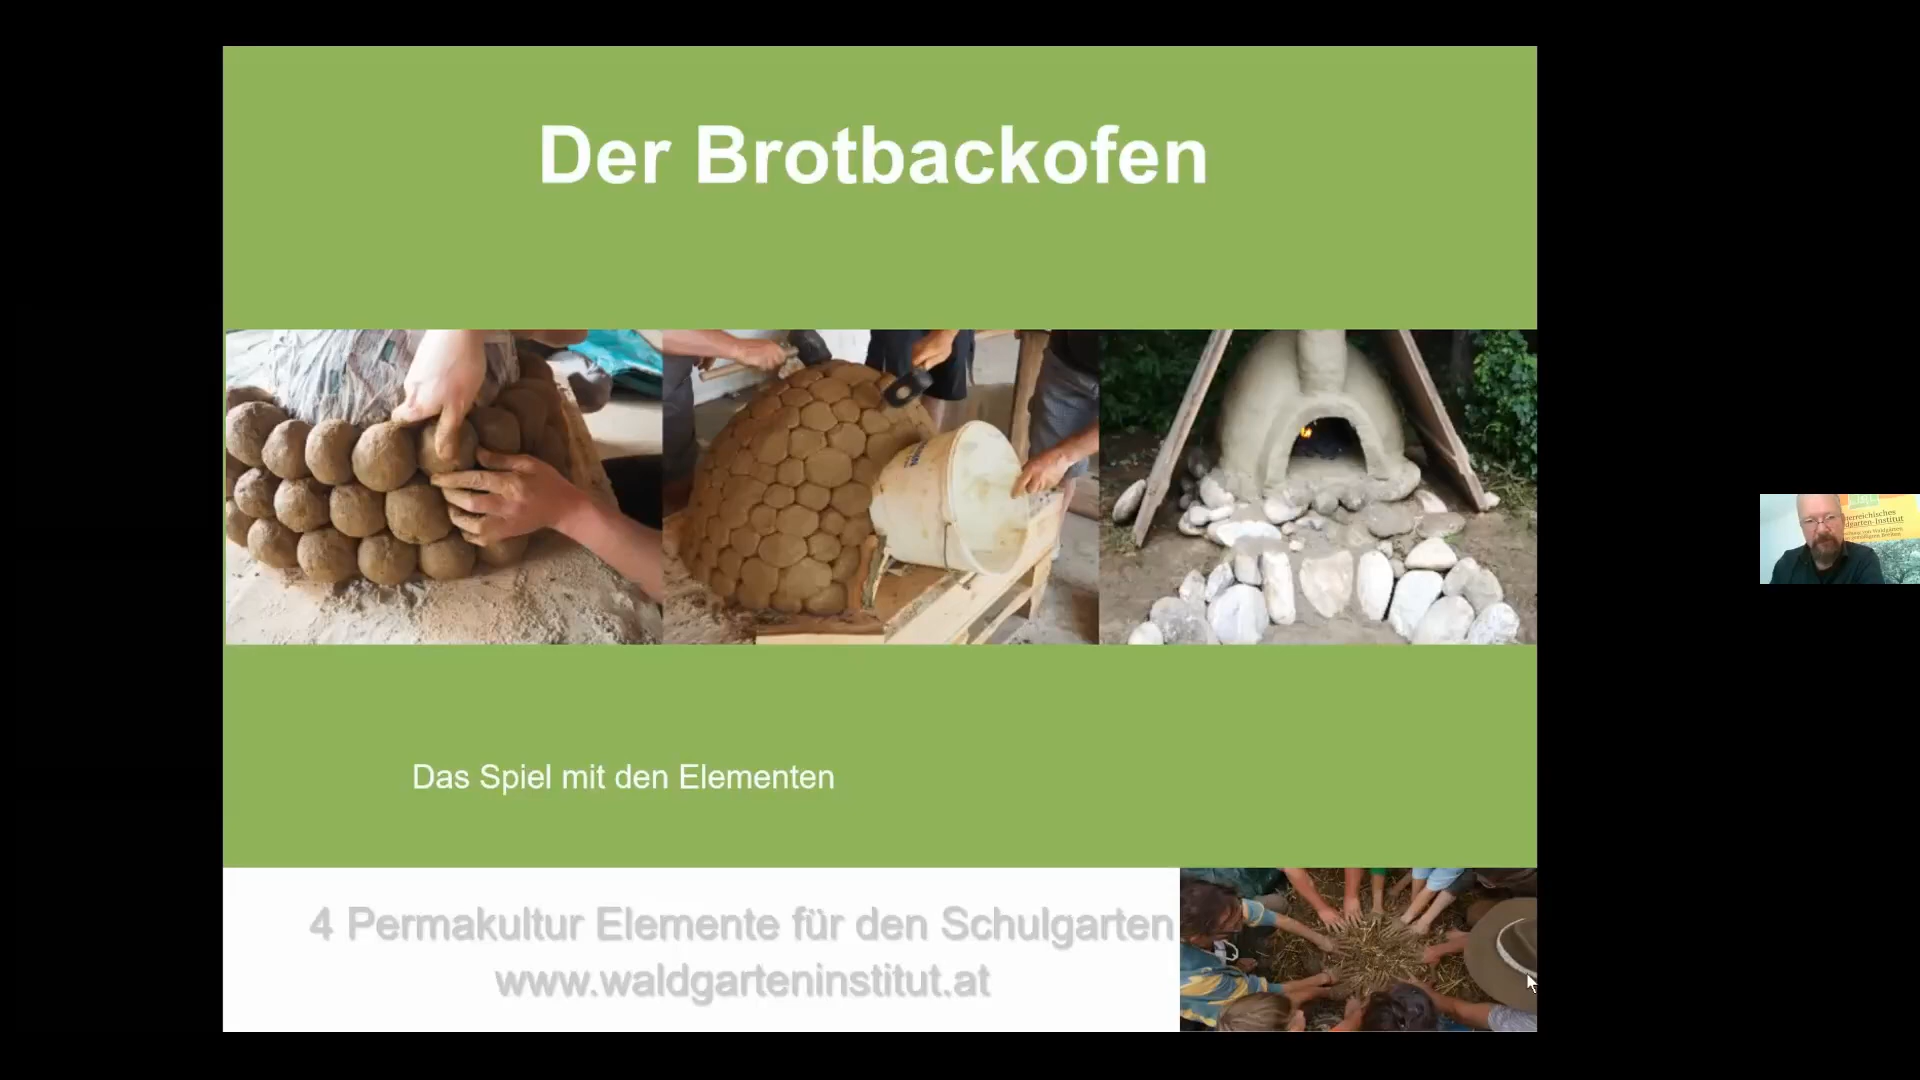 Der Brotbackofen
Das Spiel mit den Elementen
4 Permakultur Elemente für den Schulgarten
www.waldgarteninstitut.at